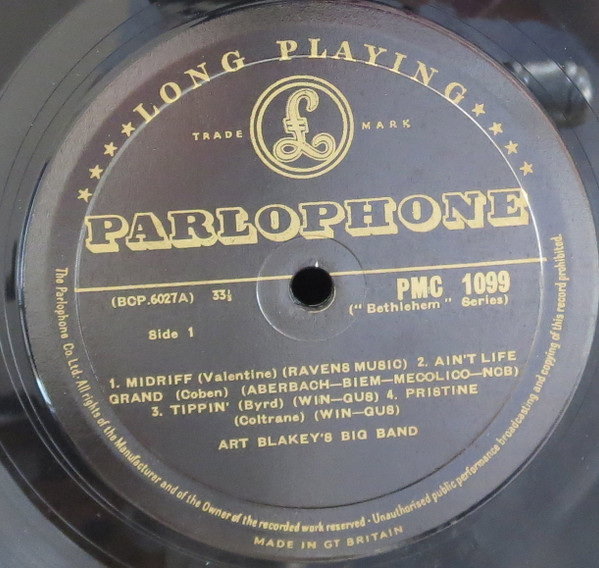 LONG PLAYING
TRADE £ MARK
PARLOPHONE
(BCP.6027A) 33⅓
PMC 1099
("Bethlehem" Series)
Side 1
1. MIDRIFF (Valentine) (RAVENS MUSIC) 2. AIN'T LIFE
GRAND (Coben) (ABERBACH—BIEM—MECOLICO—NCB)
3. TIPPIN' (Byrd) (WIN—GUS) 4. PRISTINE
(Coltrane) (WIN—GUS)
ART BLAKEY'S BIG BAND
The Parlophone Co. Ltd. All rights of the Manufacturer and of the Owner of the recorded work reserved · Unauthorised public performance broadcasting and copying of this record prohibited.
MADE IN GT BRITAIN